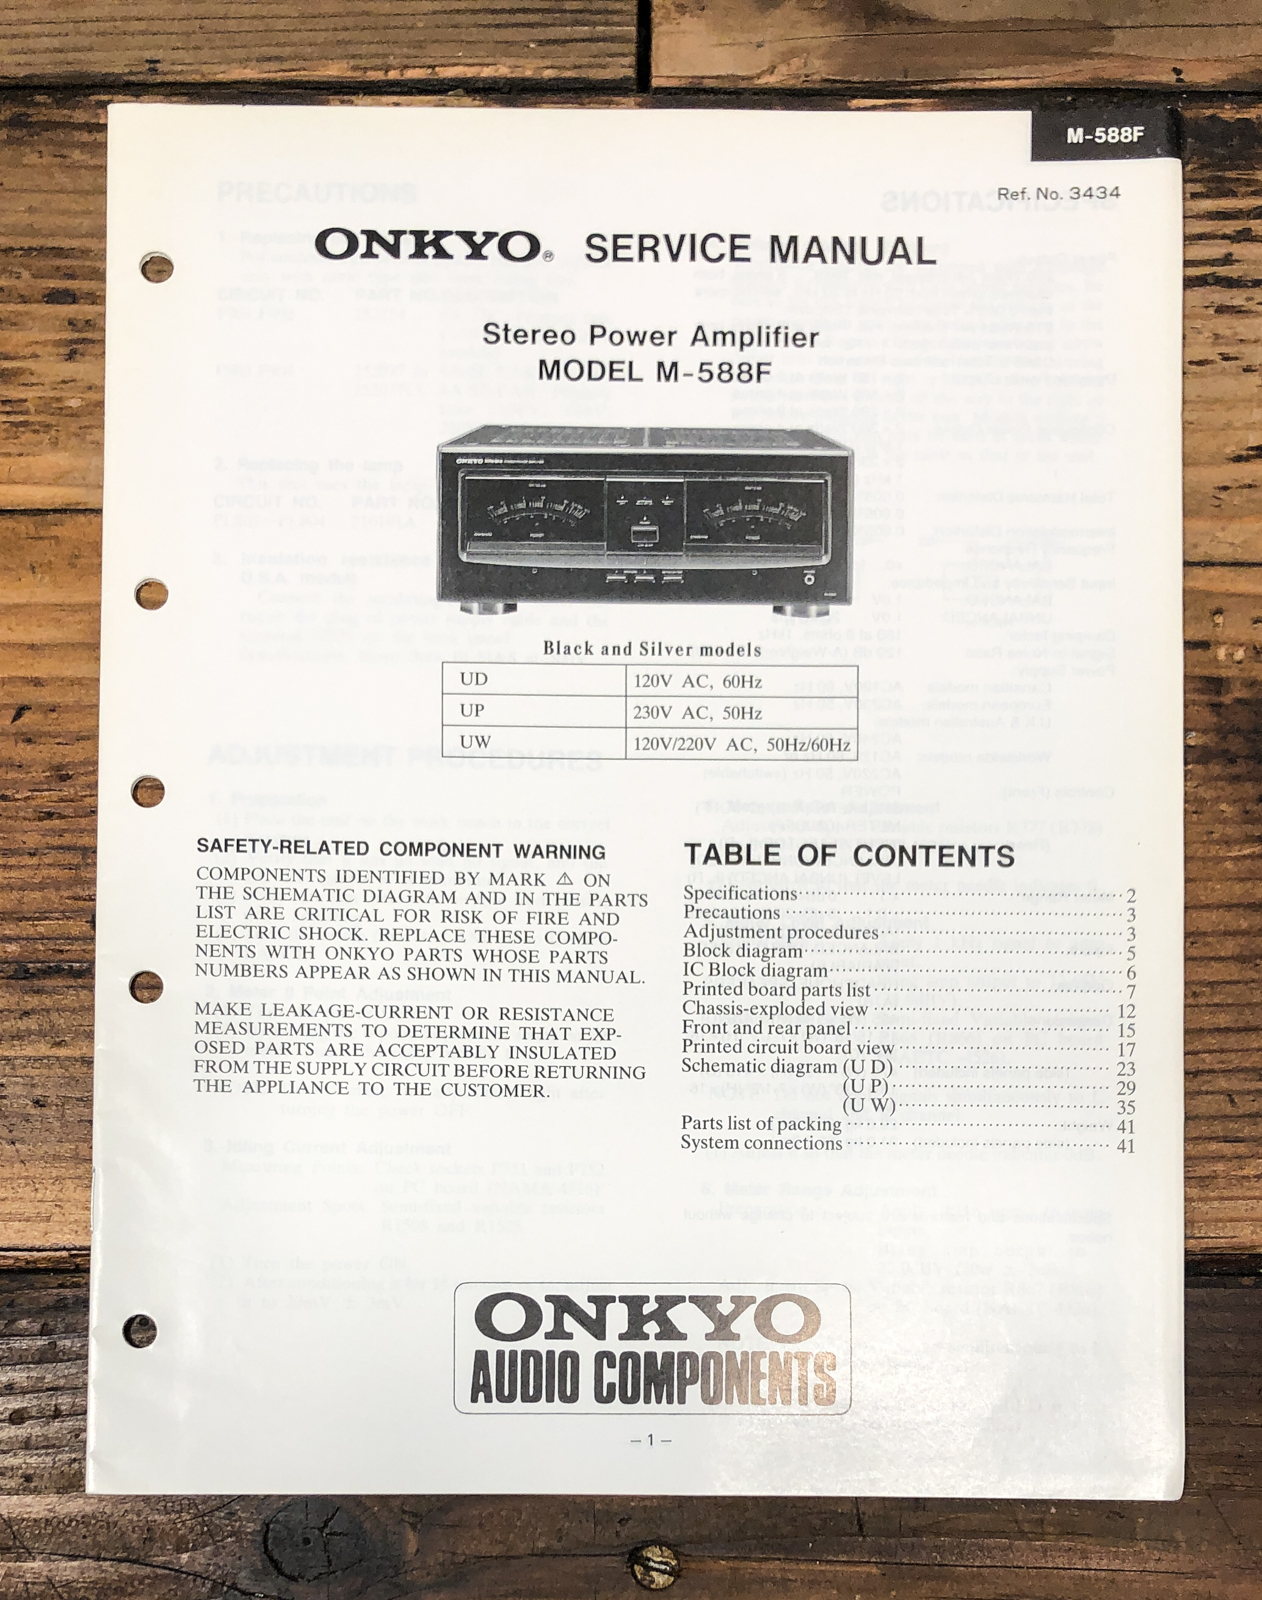 M-588F
Ref. No. 3434
ONKYO® SERVICE MANUAL
Stereo Power Amplifier
MODEL M-588F
ONKYO
Black and Silver models
UD 120V AC, 60Hz
UP 230V AC, 50Hz
UW 120V/220V AC, 50Hz/60Hz
SAFETY-RELATED COMPONENT WARNING
COMPONENTS IDENTIFIED BY MARK ⚠ ON
THE SCHEMATIC DIAGRAM AND IN THE PARTS
LIST ARE CRITICAL FOR RISK OF FIRE AND
ELECTRIC SHOCK. REPLACE THESE COMPO-
NENTS WITH ONKYO PARTS WHOSE PARTS
NUMBERS APPEAR AS SHOWN IN THIS MANUAL.
MAKE LEAKAGE-CURRENT OR RESISTANCE
MEASUREMENTS TO DETERMINE THAT EXP-
OSED PARTS ARE ACCEPTABLY INSULATED
FROM THE SUPPLY CIRCUIT BEFORE RETURNING
THE APPLIANCE TO THE CUSTOMER.
TABLE OF CONTENTS
Specifications 2
Precautions 3
Adjustment procedures 3
Block diagram 5
IC Block diagram 6
Printed board parts list 7
Chassis-exploded view 12
Front and rear panel 15
Printed circuit board view 17
Schematic diagram (U D) 23
(U P) 29
(U W) 35
Parts list of packing 41
System connections 41
ONKYO
AUDIO COMPONENTS
– 1 –